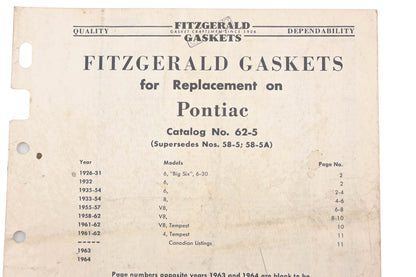 QUALITY FITZGERALD DEPENDABILITY
GASKET CRAFTSMEN SINCE 1906
GASKETS
FITZGERALD GASKETS
for Replacement on
Pontiac
Catalog No. 62-5
(Supersedes Nos. 58-5; 58-5A)
Year Models Page No.
1926-31 6, "Big Six", 6-30 2
1932 6, 2
1935-54 6, 2-4
1933-54 8, 4-6
1955-57 V8, 6-8
1958-62 V8, 8-10
1961-62 V8, Tempest 10
1961-62 4, Tempest 11
------ Canadian Listings 11
1963
1964
Page numbers opposite years 1963 and 1964 are blank to be